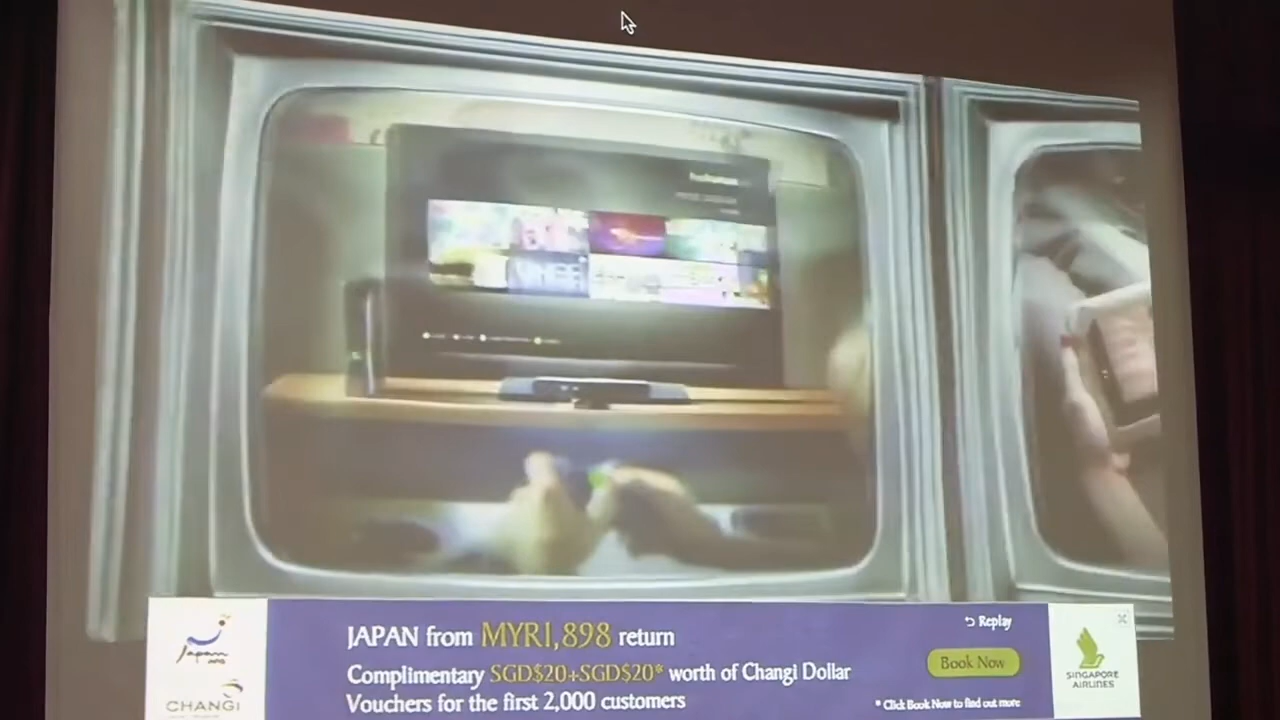 JAPAN from MYR1,898 return
Complimentary SGD$20+SGD$20* worth of Changi Dollar
Vouchers for the first 2,000 customers
Replay
Book Now
* Click Book Now to find out more
Japan
CHANGI
SINGAPORE
AIRLINES